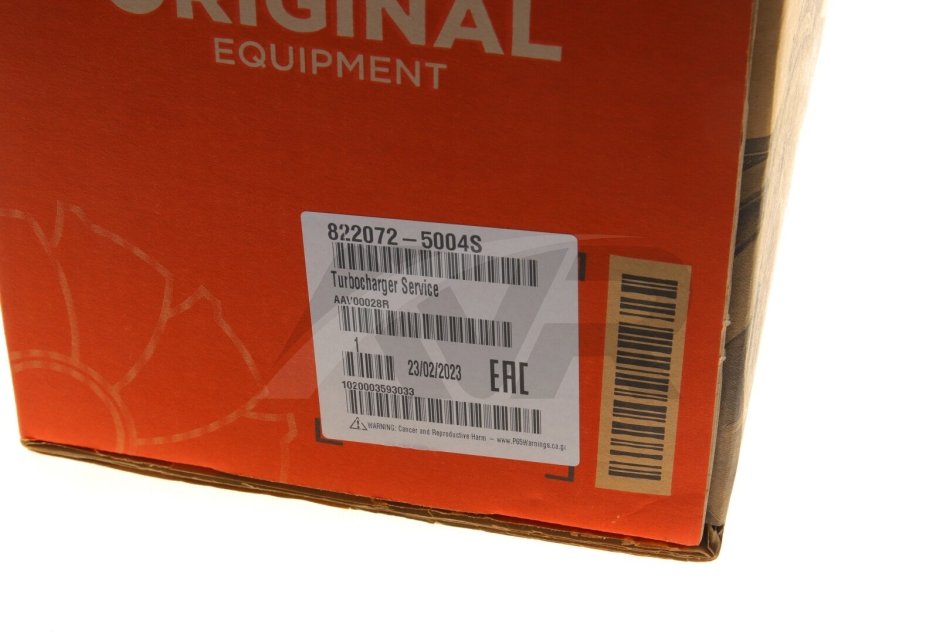 ORIGINAL
EQUIPMENT
822072-5004S
Turbocharger Service
AAV00028R
1
23/02/2023
EAC
1020003593033
WARNING: Cancer and Reproductive Harm - www.P65Warnings.ca.gov